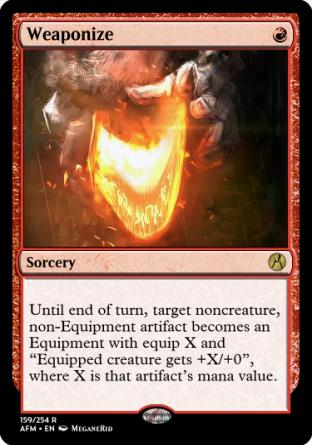 Weaponize
Sorcery
Until end of turn, target noncreature,
non-Equipment artifact becomes an
Equipment with equip X and
“Equipped creature gets +X/+0”,
where X is that artifact’s mana value.
159/254 R
AFM • EN MeganeRid